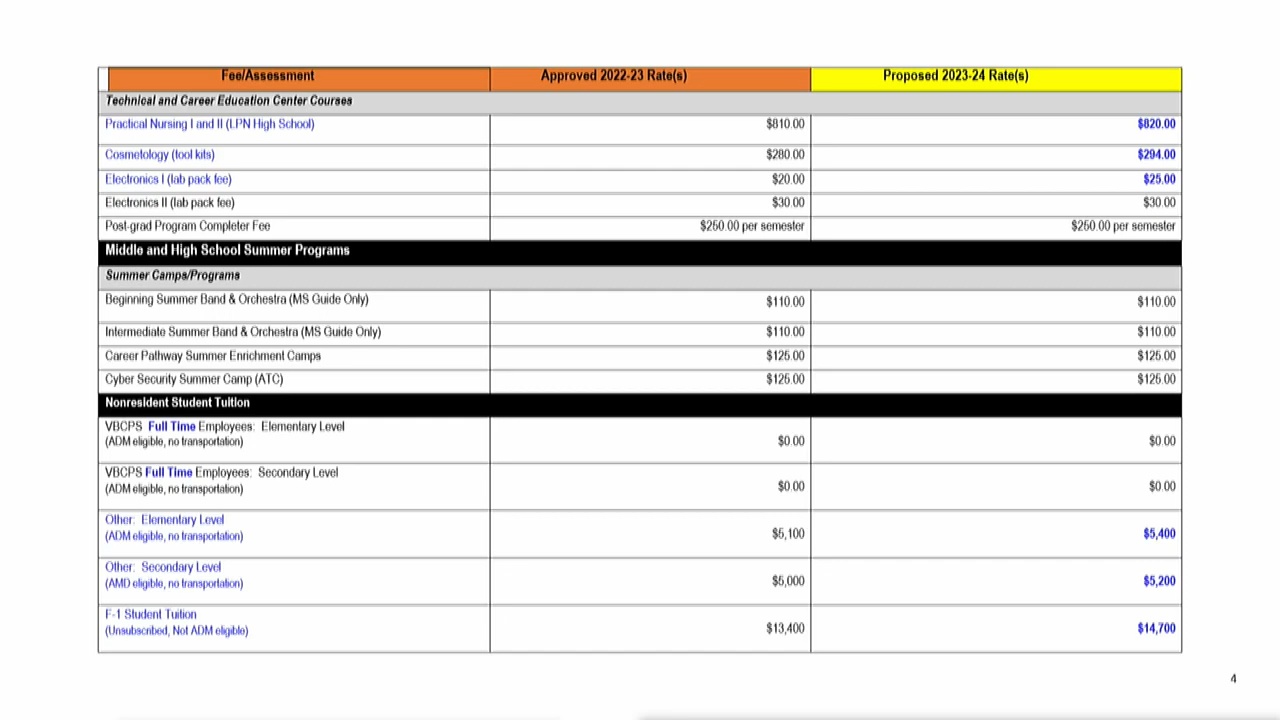 Fee/Assessment Approved 2022-23 Rate(s) Proposed 2023-24 Rate(s)
Technical and Career Education Center Courses
Practical Nursing I and II (LPN High School) $810.00 $820.00
Cosmetology (tool kits) $280.00 $294.00
Electronics I (lab pack fee) $20.00 $25.00
Electronics II (lab pack fee) $30.00 $30.00
Post-grad Program Completer Fee $250.00 per semester $250.00 per semester
Middle and High School Summer Programs
Summer Camps/Programs
Beginning Summer Band & Orchestra (MS Guide Only) $110.00 $110.00
Intermediate Summer Band & Orchestra (MS Guide Only) $110.00 $110.00
Career Pathway Summer Enrichment Camps $125.00 $125.00
Cyber Security Summer Camp (ATC) $125.00 $125.00
Nonresident Student Tuition
VBCPS Full Time Employees: Elementary Level
(ADM eligible, no transportation) $0.00 $0.00
VBCPS Full Time Employees: Secondary Level
(ADM eligible, no transportation) $0.00 $0.00
Other: Elementary Level
(ADM eligible, no transportation) $5,100 $5,400
Other: Secondary Level
(AMD eligible, no transportation) $5,000 $5,200
F-1 Student Tuition
(Unsubscribed, Not ADM eligible) $13,400 $14,700
4